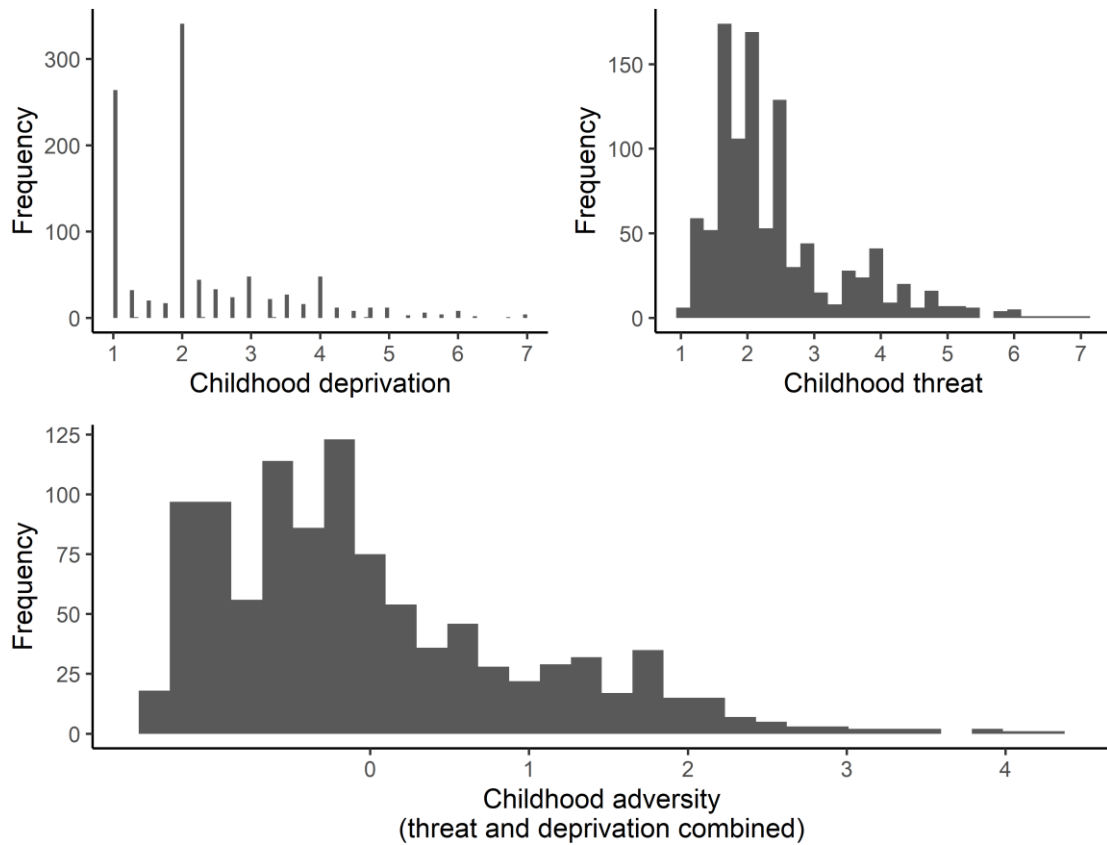 300
200
100
0
Frequency
1 2 3 4 5 6 7
Childhood deprivation
150
100
50
0
Frequency
1 2 3 4 5 6 7
Childhood threat
125
100
75
50
25
0
Frequency
0 1 2 3 4
Childhood adversity
(threat and deprivation combined)